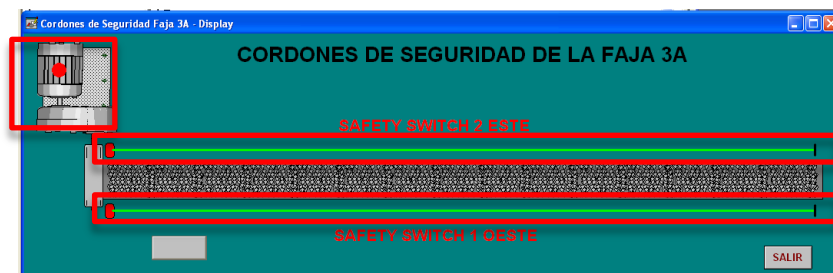 Cordones de Seguridad Faja 3A - Display
CORDONES DE SEGURIDAD DE LA FAJA 3A
SAFETY SWITCH 2 ESTE
SAFETY SWITCH 1 OESTE
SALIR